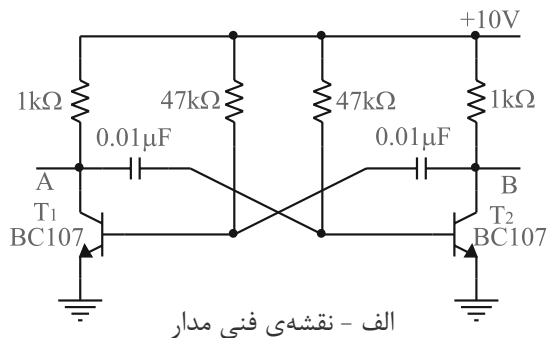 +10V
1kΩ 47kΩ 47kΩ 1kΩ
0.01µF 0.01µF
A B
T1 T2
BC107 BC107
الف - نقشه‌ی فنی مدار